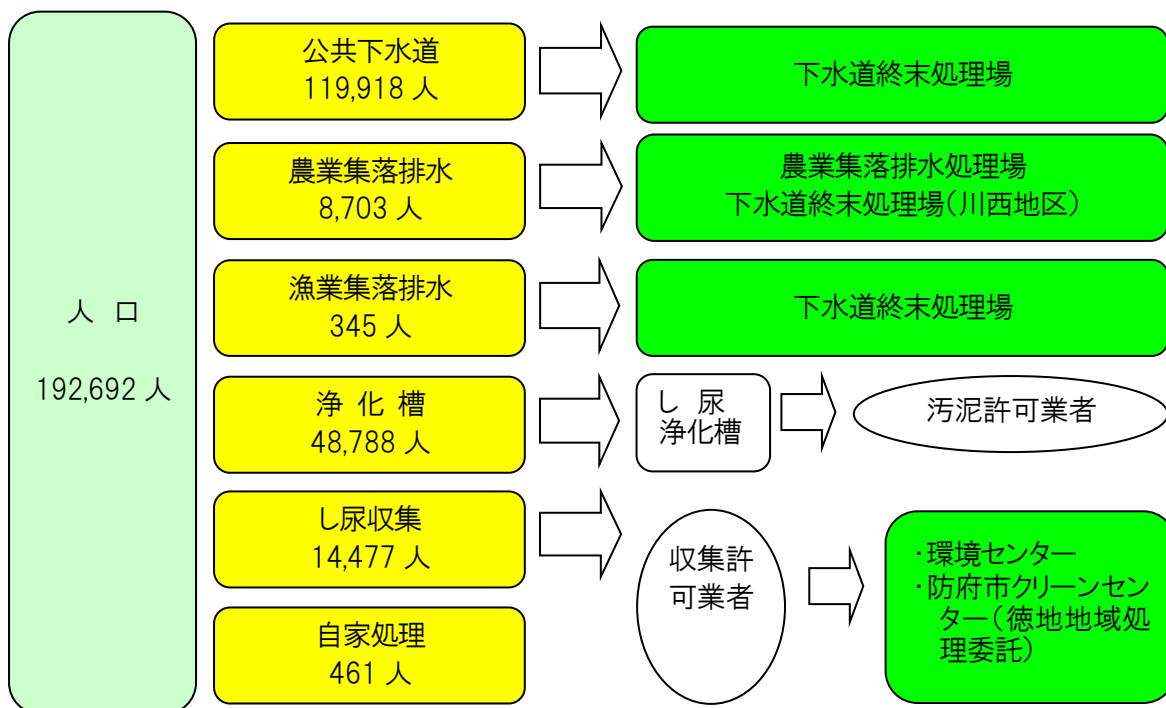 人 口
192,692 人
公共下水道
119,918 人
下水道終末処理場
農業集落排水
8,703 人
農業集落排水処理場
下水道終末処理場(川西地区)
漁業集落排水
345 人
下水道終末処理場
浄 化 槽
48,788 人
し 尿
浄化槽
汚泥許可業者
し尿収集
14,477 人
収集許
可業者
・環境センター
・防府市クリーンセン
ター(徳地地域処
理委託)
自家処理
461 人